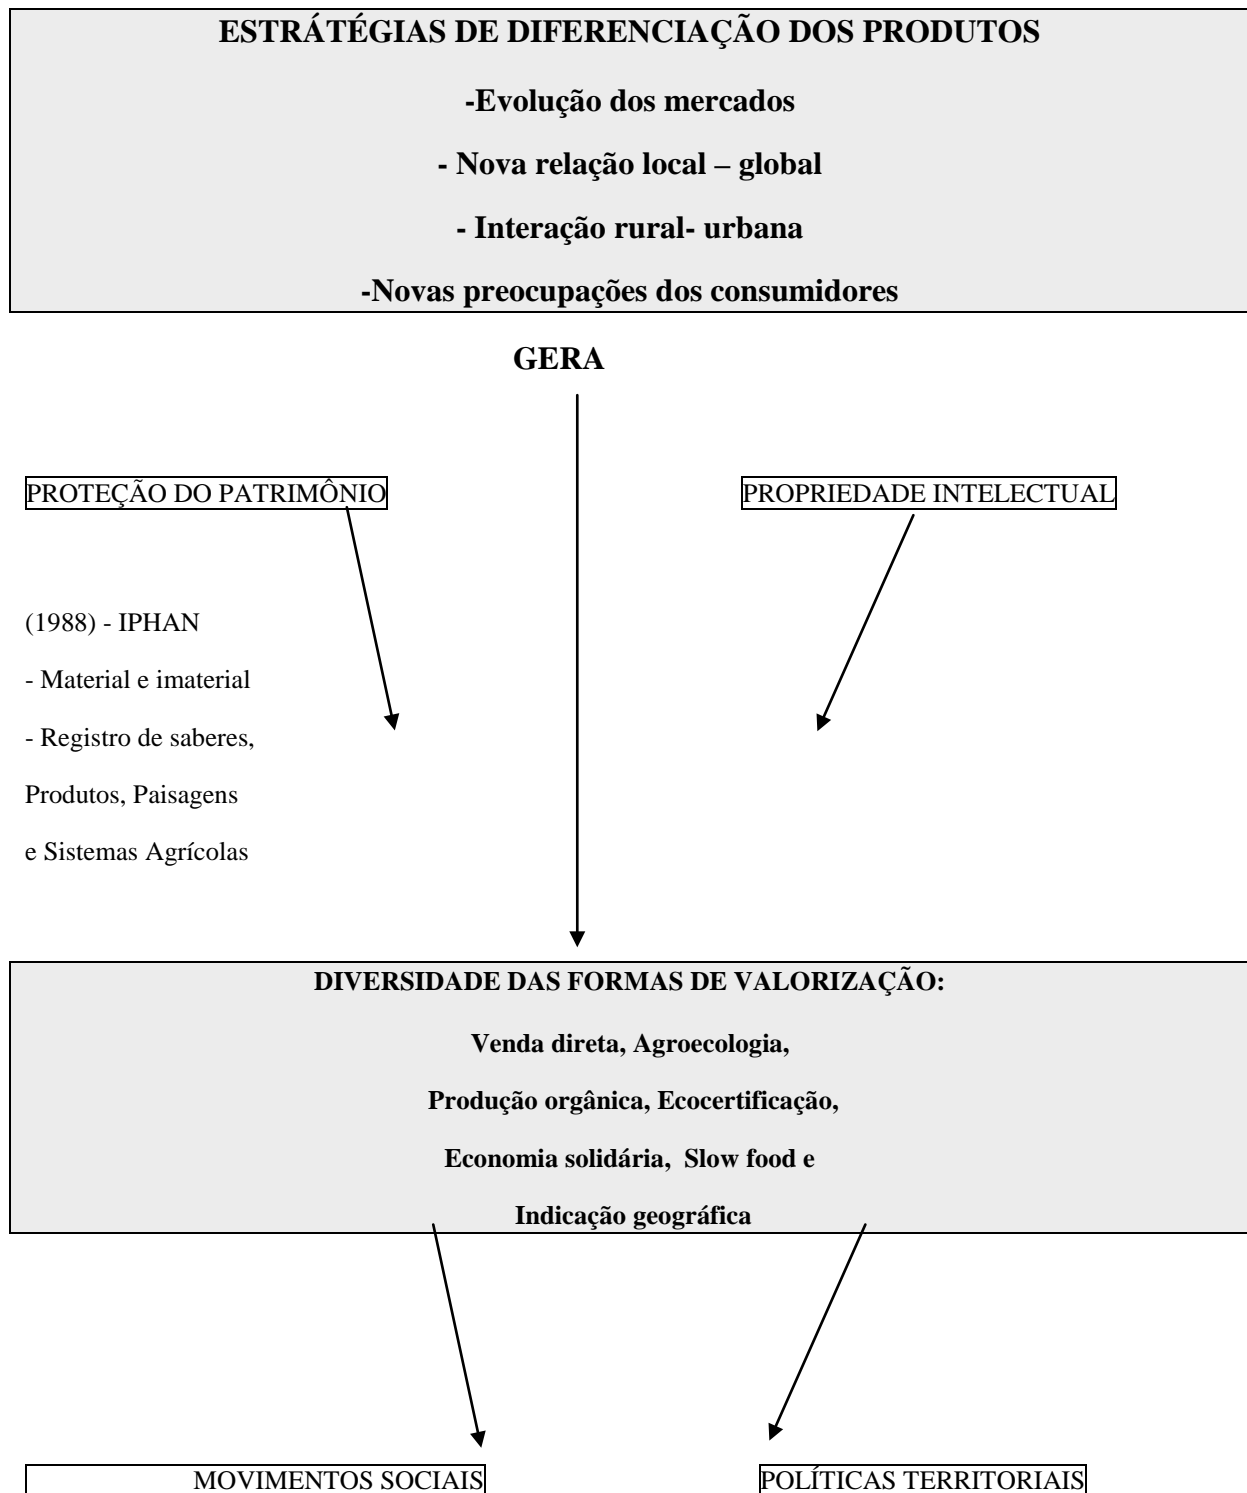 ESTRÁTÉGIAS DE DIFERENCIAÇÃO DOS PRODUTOS
-Evolução dos mercados
- Nova relação local – global
- Interação rural- urbana
-Novas preocupações dos consumidores
GERA
PROTEÇÃO DO PATRIMÔNIO
PROPRIEDADE INTELECTUAL
(1988) - IPHAN
- Material e imaterial
- Registro de saberes,
Produtos, Paisagens
e Sistemas Agrícolas
DIVERSIDADE DAS FORMAS DE VALORIZAÇÃO:
Venda direta, Agroecologia,
Produção orgânica, Ecocertificação,
Economia solidária, Slow food e
Indicação geográfica
MOVIMENTOS SOCIAIS
POLÍTICAS TERRITORIAIS